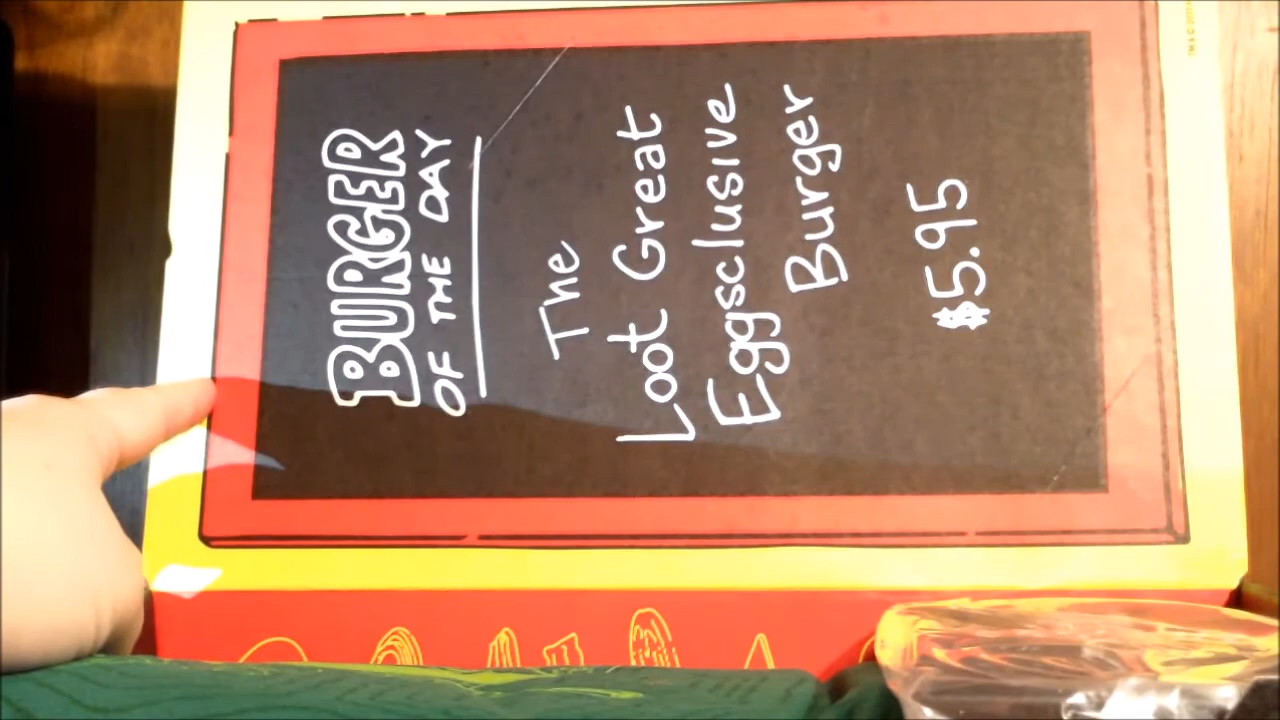 BURGER
OF THE DAY
The
Loot Great
Eggsclusive
Burger
$5.95